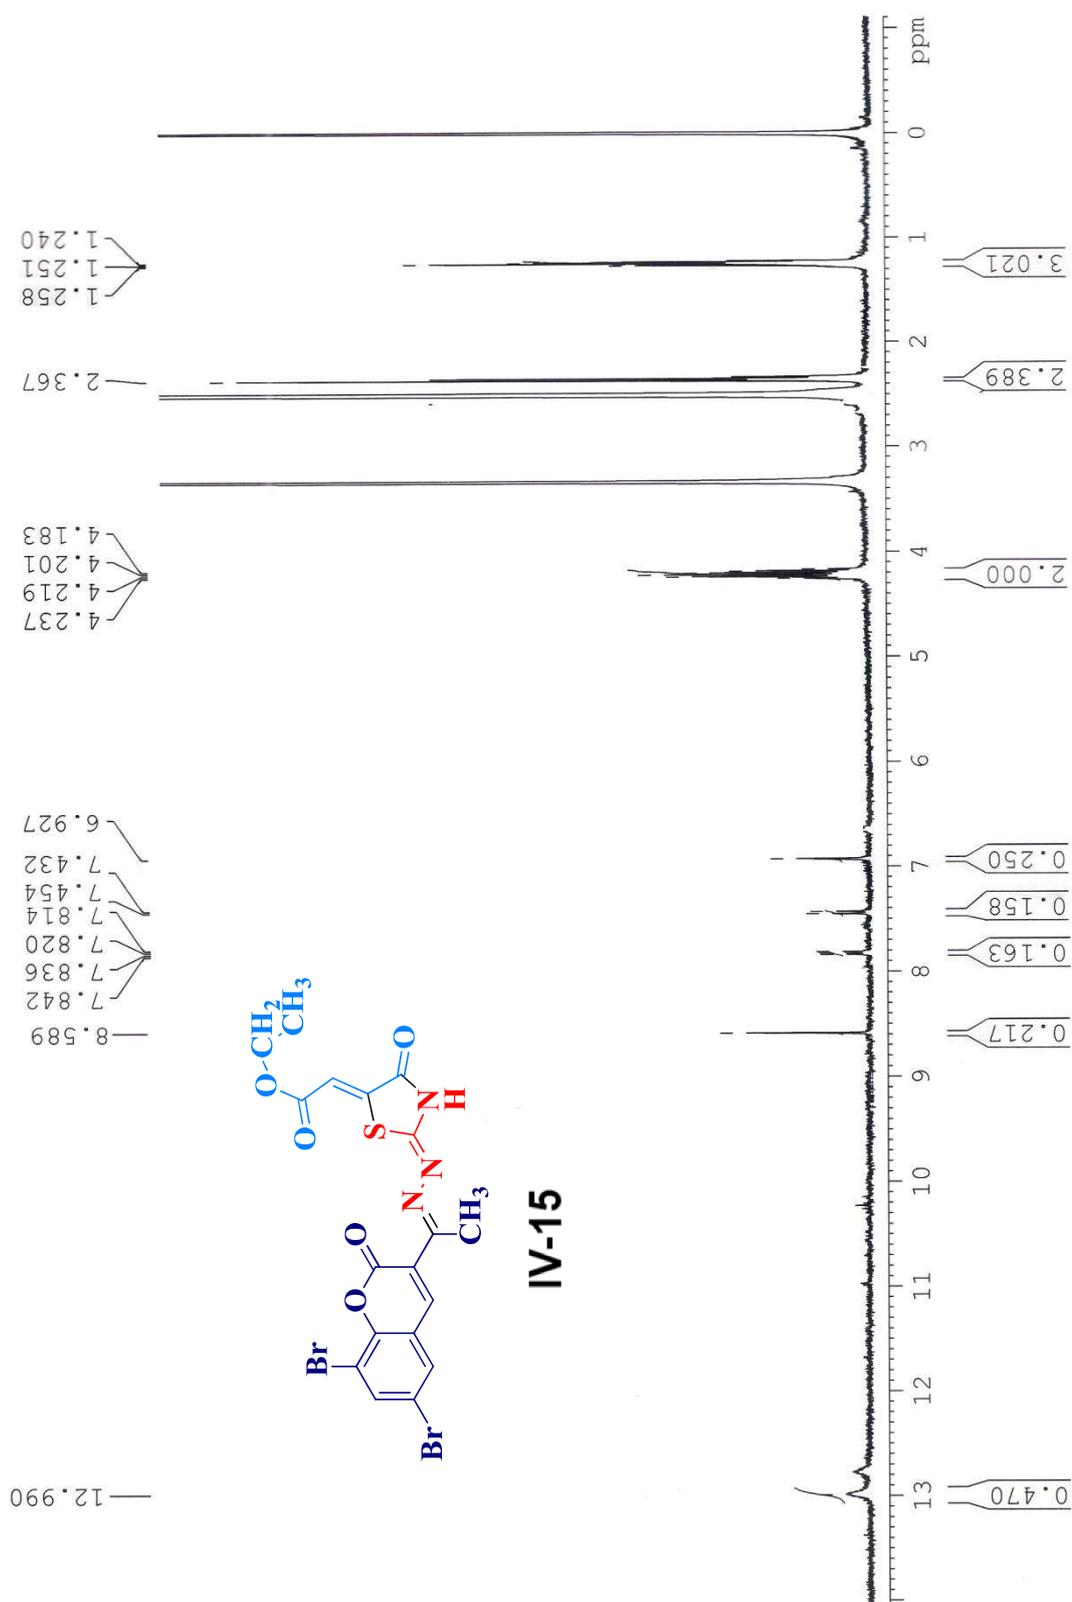 12.990
8.589
7.842
7.836
7.820
7.814
7.454
7.432
6.927
4.237
4.219
4.201
4.183
2.367
1.258
1.251
1.240
Br
Br
O
O
CH3
N
N
S
N
H
O
O
O
CH2
CH3
IV-15
13
12
11
10
9
8
7
6
5
4
3
2
1
0
ppm
0.470
0.217
0.163
0.158
0.250
2.000
2.389
3.021